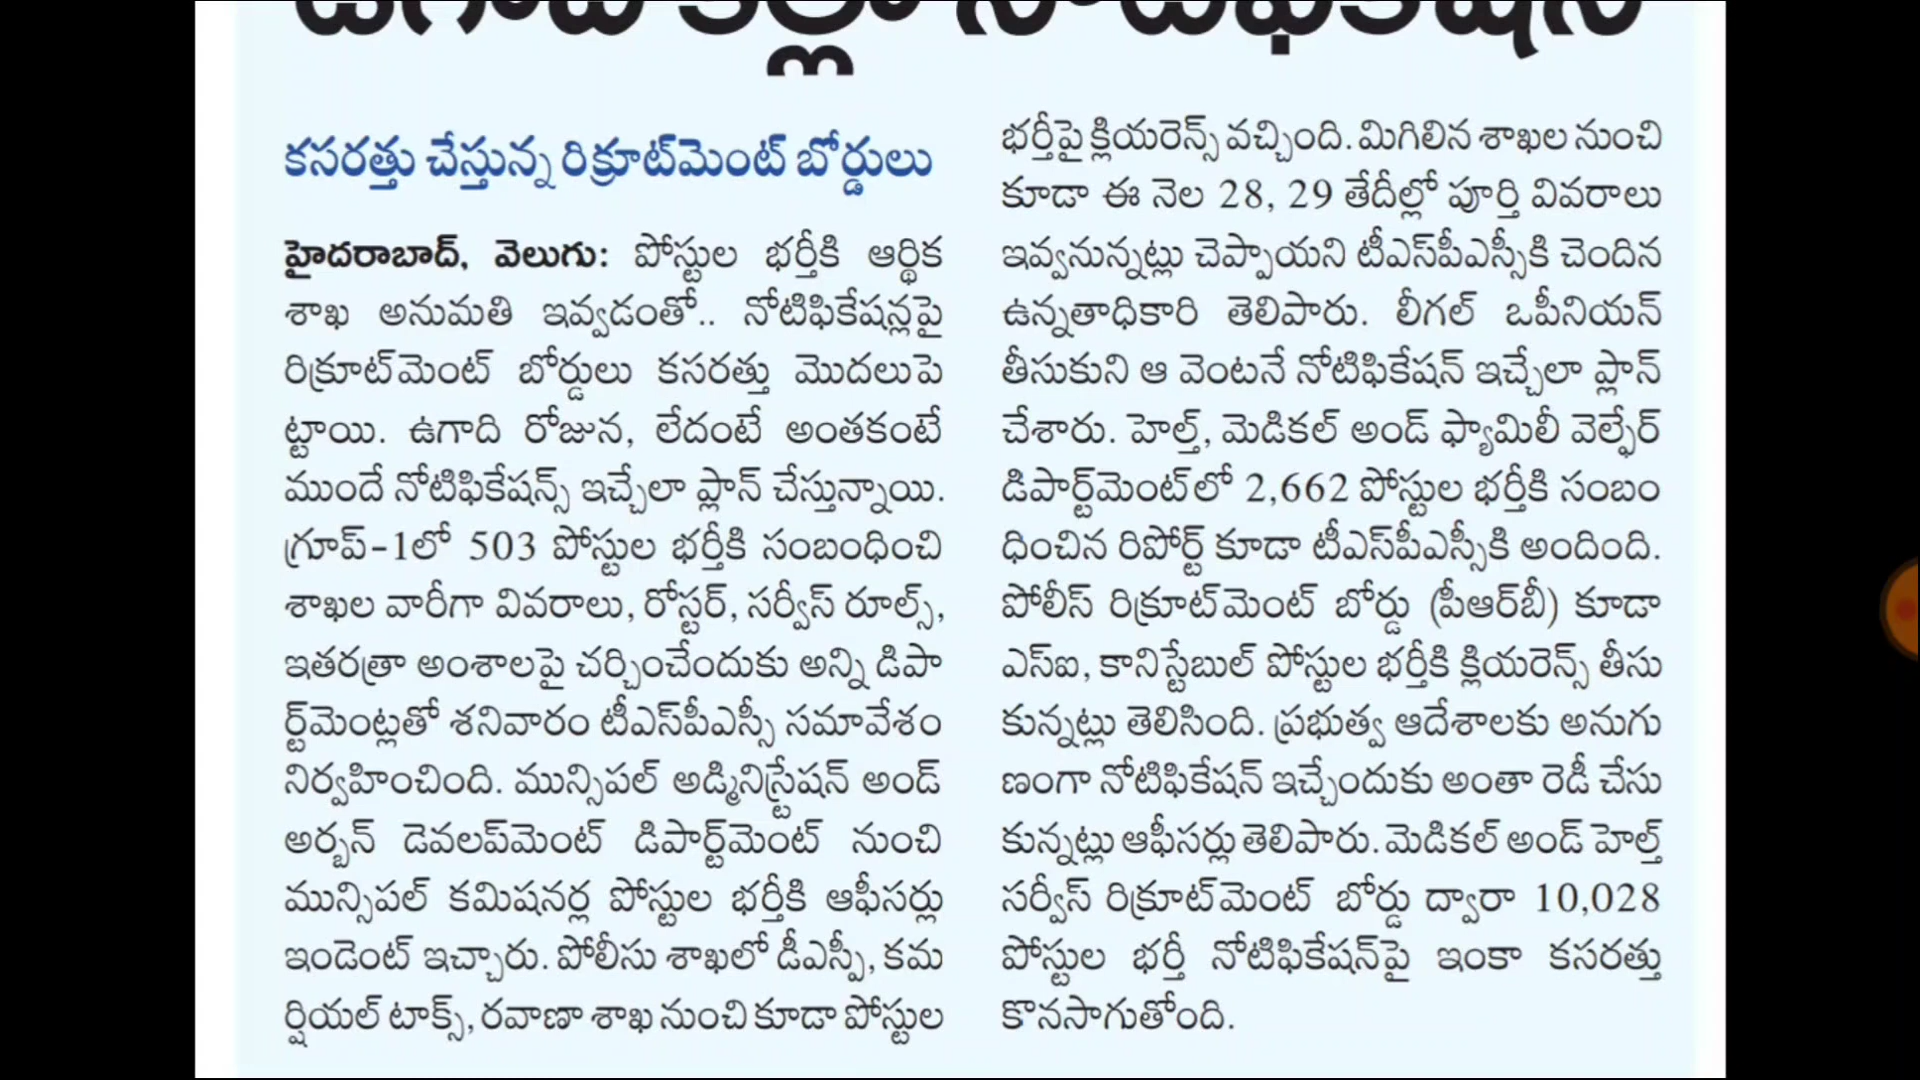 కసరత్తు చేస్తున్న రిక్రూట్‌మెంట్ బోర్డులు
హైదరాబాద్, వెలుగు: పోస్టుల భర్తీకి ఆర్థిక
శాఖ అనుమతి ఇవ్వడంతో.. నోటిఫికేషన్లపై
రిక్రూట్‌మెంట్ బోర్డులు కసరత్తు మొదలుపె
ట్టాయి. ఉగాది రోజున, లేదంటే అంతకంటే
ముందే నోటిఫికేషన్స్ ఇచ్చేలా ప్లాన్ చేస్తున్నాయి.
గ్రూప్-1లో 503 పోస్టుల భర్తీకి సంబంధించి
శాఖల వారీగా వివరాలు, రోస్టర్, సర్వీస్ రూల్స్,
ఇతరత్రా అంశాలపై చర్చించేందుకు అన్ని డిపా
ర్ట్‌మెంట్లతో శనివారం టీఎస్‌పీఎస్సీ సమావేశం
నిర్వహించింది. మున్సిపల్ అడ్మినిస్ట్రేషన్ అండ్
అర్బన్ డెవలప్‌మెంట్ డిపార్ట్‌మెంట్ నుంచి
మున్సిపల్ కమిషనర్ల పోస్టుల భర్తీకి ఆఫీసర్లు
ఇండెంట్ ఇచ్చారు. పోలీసు శాఖలో డీఎస్పీ, కమ
ర్షియల్ టాక్స్, రవాణా శాఖ నుంచి కూడా పోస్టుల
భర్తీపై క్లియరెన్స్ వచ్చింది. మిగిలిన శాఖల నుంచి
కూడా ఈ నెల 28, 29 తేదీల్లో పూర్తి వివరాలు
ఇవ్వనున్నట్లు చెప్పాయని టీఎస్‌పీఎస్సీకి చెందిన
ఉన్నతాధికారి తెలిపారు. లీగల్ ఒపీనియన్
తీసుకుని ఆ వెంటనే నోటిఫికేషన్ ఇచ్చేలా ప్లాన్
చేశారు. హెల్త్, మెడికల్ అండ్ ఫ్యామిలీ వెల్ఫేర్
డిపార్ట్‌మెంట్‌లో 2,662 పోస్టుల భర్తీకి సంబం
ధించిన రిపోర్ట్ కూడా టీఎస్‌పీఎస్సీకి అందింది.
పోలీస్ రిక్రూట్‌మెంట్ బోర్డు (పీఆర్‌బీ) కూడా
ఎస్ఐ, కానిస్టేబుల్ పోస్టుల భర్తీకి క్లియరెన్స్ తీసు
కున్నట్లు తెలిసింది. ప్రభుత్వ ఆదేశాలకు అనుగు
ణంగా నోటిఫికేషన్ ఇచ్చేందుకు అంతా రెడీ చేసు
కున్నట్లు ఆఫీసర్లు తెలిపారు. మెడికల్ అండ్ హెల్త్
సర్వీస్ రిక్రూట్‌మెంట్ బోర్డు ద్వారా 10,028
పోస్టుల భర్తీ నోటిఫికేషన్‌పై ఇంకా కసరత్తు
కొనసాగుతోంది.